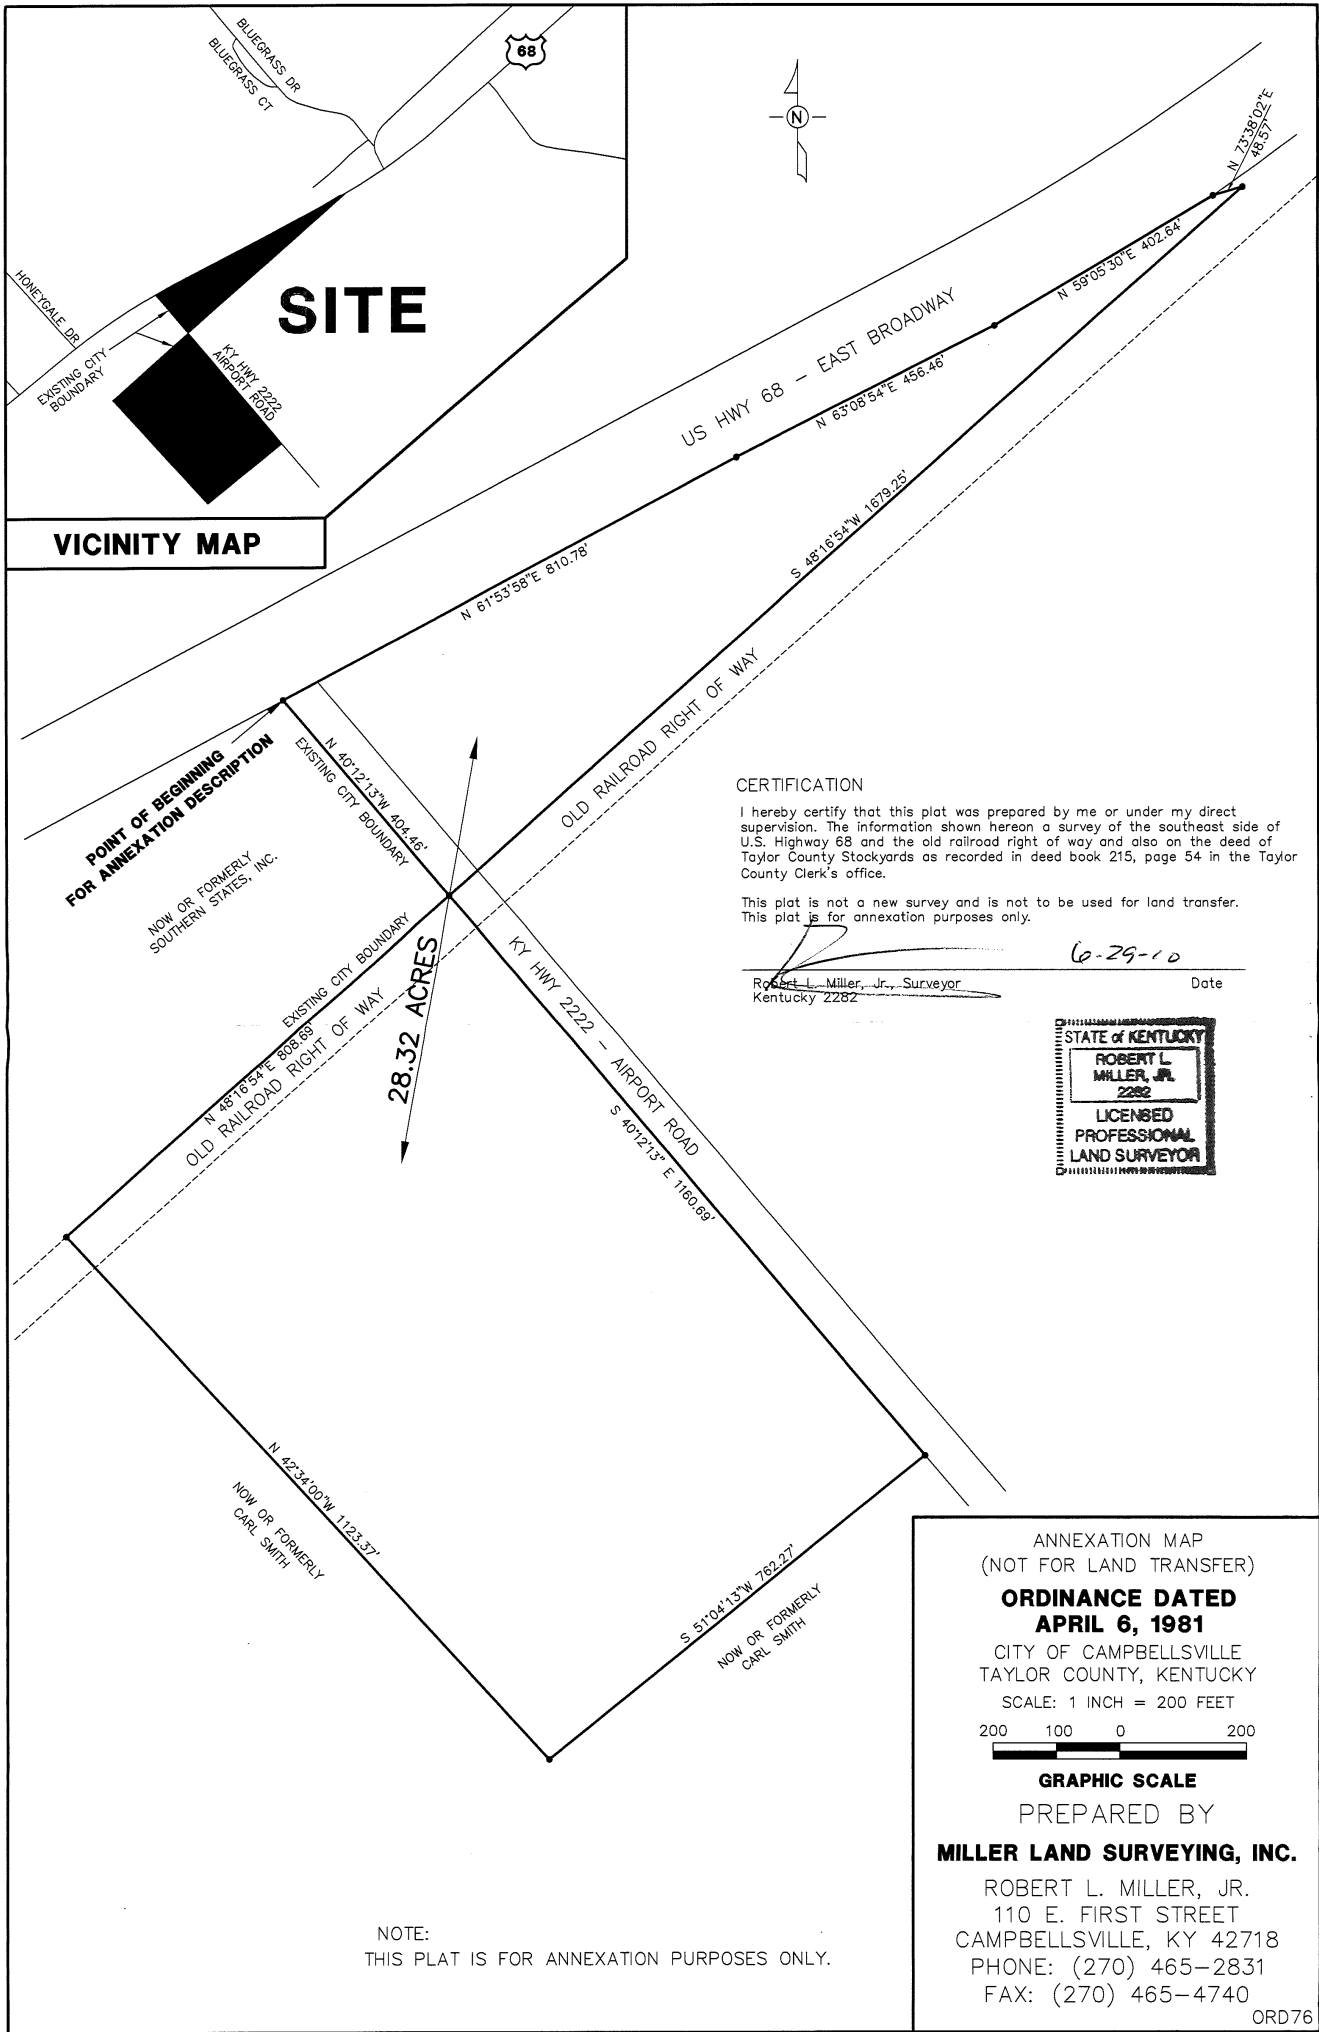 BLUEGRASS DR
BLUEGRASS CT
68
HONEYGALE DR
EXISTING CITY
BOUNDARY
SITE
KY HWY 2222
AIRPORT ROAD
VICINITY MAP
N
N 73°38'02"E
48.57'
N 59°05'30"E 402.64'
US HWY 68 - EAST BROADWAY
N 63°08'54"E 456.46'
S 48°16'54"W 1679.25'
N 61°53'58"E 810.78'
OLD RAILROAD RIGHT OF WAY
POINT OF BEGINNING
FOR ANNEXATION DESCRIPTION
N 40°12'13"W 404.46'
EXISTING CITY BOUNDARY
NOW OR FORMERLY
SOUTHERN STATES, INC.
CERTIFICATION
I hereby certify that this plat was prepared by me or under my direct
supervision. The information shown hereon a survey of the southeast side of
U.S. Highway 68 and the old railroad right of way and also on the deed of
Taylor County Stockyards as recorded in deed book 215, page 54 in the Taylor
County Clerk's office.
This plat is not a new survey and is not to be used for land transfer.
This plat is for annexation purposes only.
6-29-10
Robert L. Miller, Jr., Surveyor Date
Kentucky 2282
STATE of KENTUCKY
ROBERT L.
MILLER, JR.
2282
LICENSED
PROFESSIONAL
LAND SURVEYOR
EXISTING CITY BOUNDARY
N 48°16'54"E 808.69'
OLD RAILROAD RIGHT OF WAY
28.32 ACRES
KY HWY 2222 - AIRPORT ROAD
S 40°12'13" E 1160.69'
N 42°34'00"W 1123.37'
NOW OR FORMERLY
CARL SMITH
S 51°04'13"W 762.27'
NOW OR FORMERLY
CARL SMITH
ANNEXATION MAP
(NOT FOR LAND TRANSFER)
ORDINANCE DATED
APRIL 6, 1981
CITY OF CAMPBELLSVILLE
TAYLOR COUNTY, KENTUCKY
SCALE: 1 INCH = 200 FEET
200 100 0 200
GRAPHIC SCALE
PREPARED BY
MILLER LAND SURVEYING, INC.
ROBERT L. MILLER, JR.
110 E. FIRST STREET
CAMPBELLSVILLE, KY 42718
PHONE: (270) 465-2831
FAX: (270) 465-4740
ORD76
NOTE:
THIS PLAT IS FOR ANNEXATION PURPOSES ONLY.